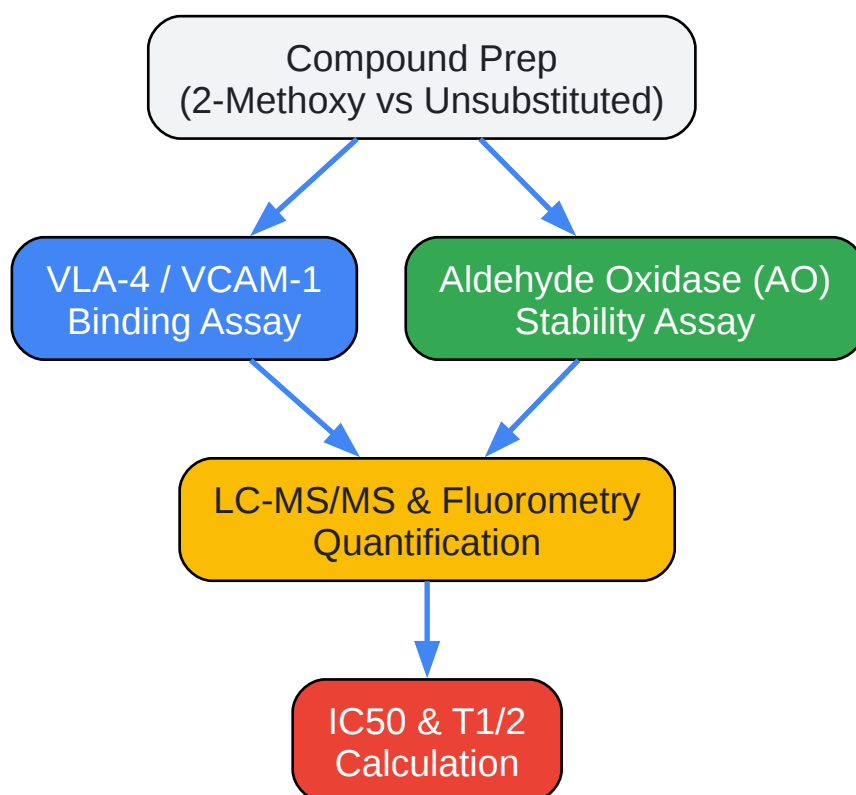 Compound Prep
(2-Methoxy vs Unsubstituted)
VLA-4 / VCAM-1
Binding Assay
Aldehyde Oxidase (AO)
Stability Assay
LC-MS/MS & Fluorometry
Quantification
IC50 & T1/2
Calculation